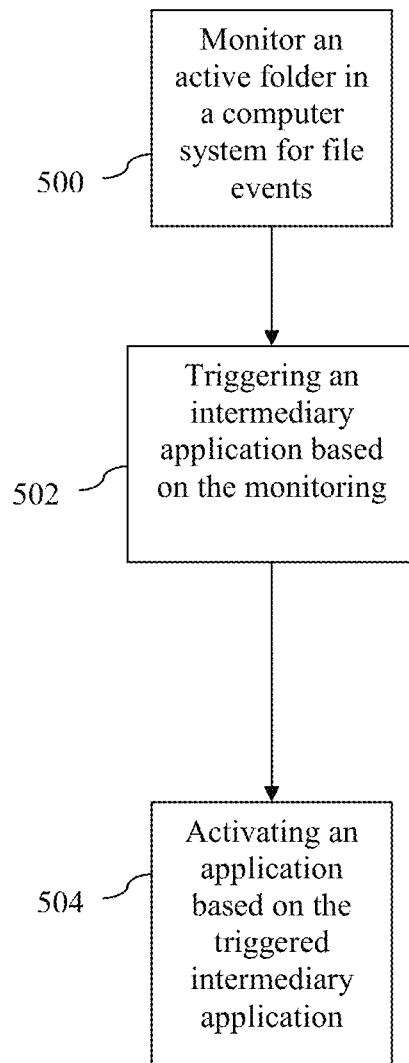 Monitor an
active folder in
a computer
system for file
events
500
Triggering an
intermediary
application based
on the monitoring
502
Activating an
application
based on the
triggered
intermediary
application
504